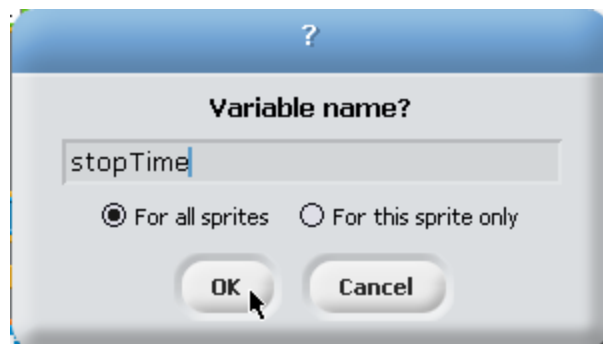 ?
Variable name?
stopTime
For all sprites For this sprite only
OK Cancel